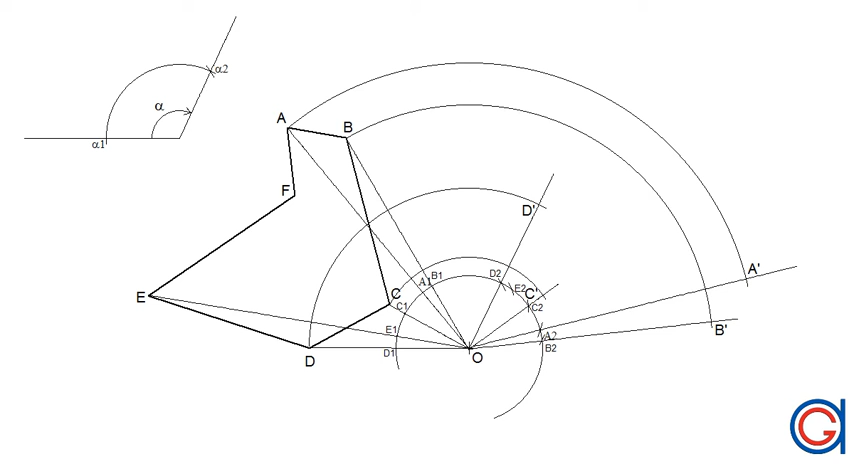 α2
α
α1
A
B
F
D'
A'
B1
A1
D2
E2
C'
C
C1
C2
E
E1
A2
B'
D1
B2
D
O